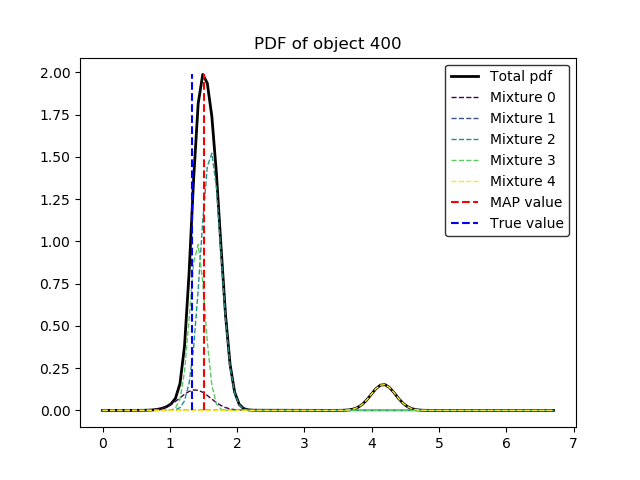 PDF of object 400
2.00
1.75
1.50
1.25
1.00
0.75
0.50
0.25
0.00
0 1 2 3 4 5 6 7
Total pdf
Mixture 0
Mixture 1
Mixture 2
Mixture 3
Mixture 4
MAP value
True value